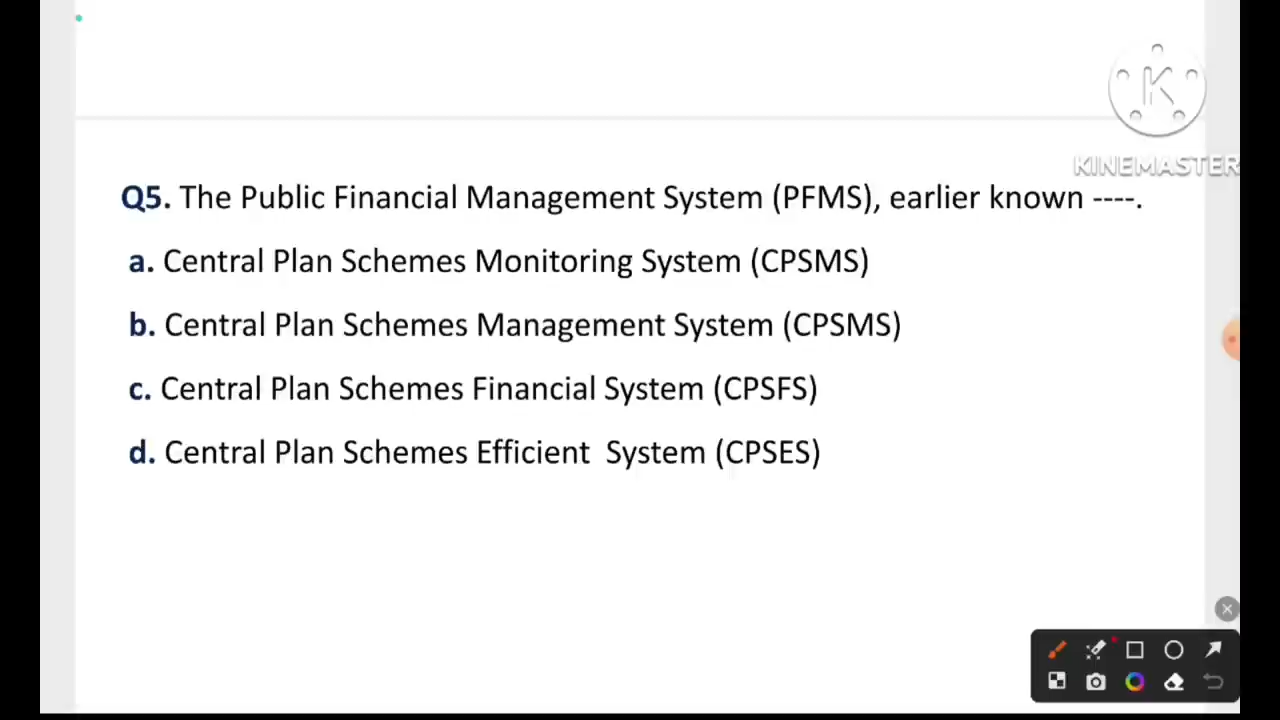 KINEMASTER
Q5. The Public Financial Management System (PFMS), earlier known ----.
a. Central Plan Schemes Monitoring System (CPSMS)
b. Central Plan Schemes Management System (CPSMS)
c. Central Plan Schemes Financial System (CPSFS)
d. Central Plan Schemes Efficient  System (CPSES)